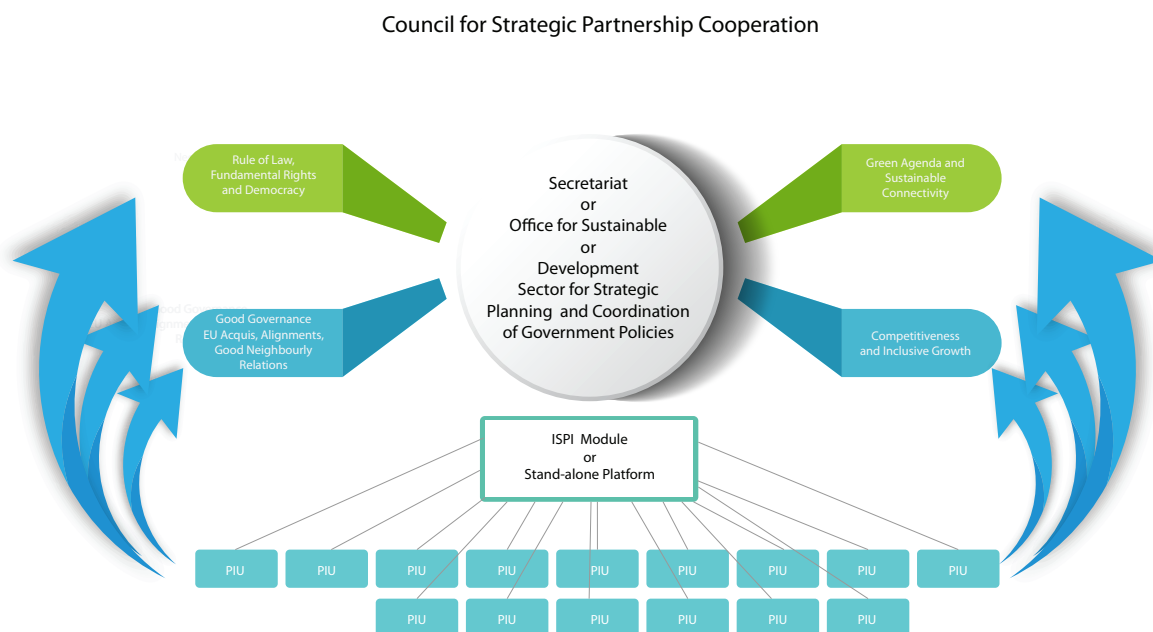 Council for Strategic Partnership Cooperation
Rule of Law,
Fundamental Rights
and Democracy
Secretariat
or
Office for Sustainable
or
Development
Sector for Strategic
Planning and Coordination
of Government Policies
Green Agenda and
Sustainable
Connectivity
Good Governance
EU Acquis, Alignments,
Good Neighbourly
Relations
Competitiveness
and Inclusive Growth
ISPI Module
or
Stand-alone Platform
PIU PIU PIU PIU PIU PIU PIU PIU PIU
PIU PIU PIU PIU PIU PIU